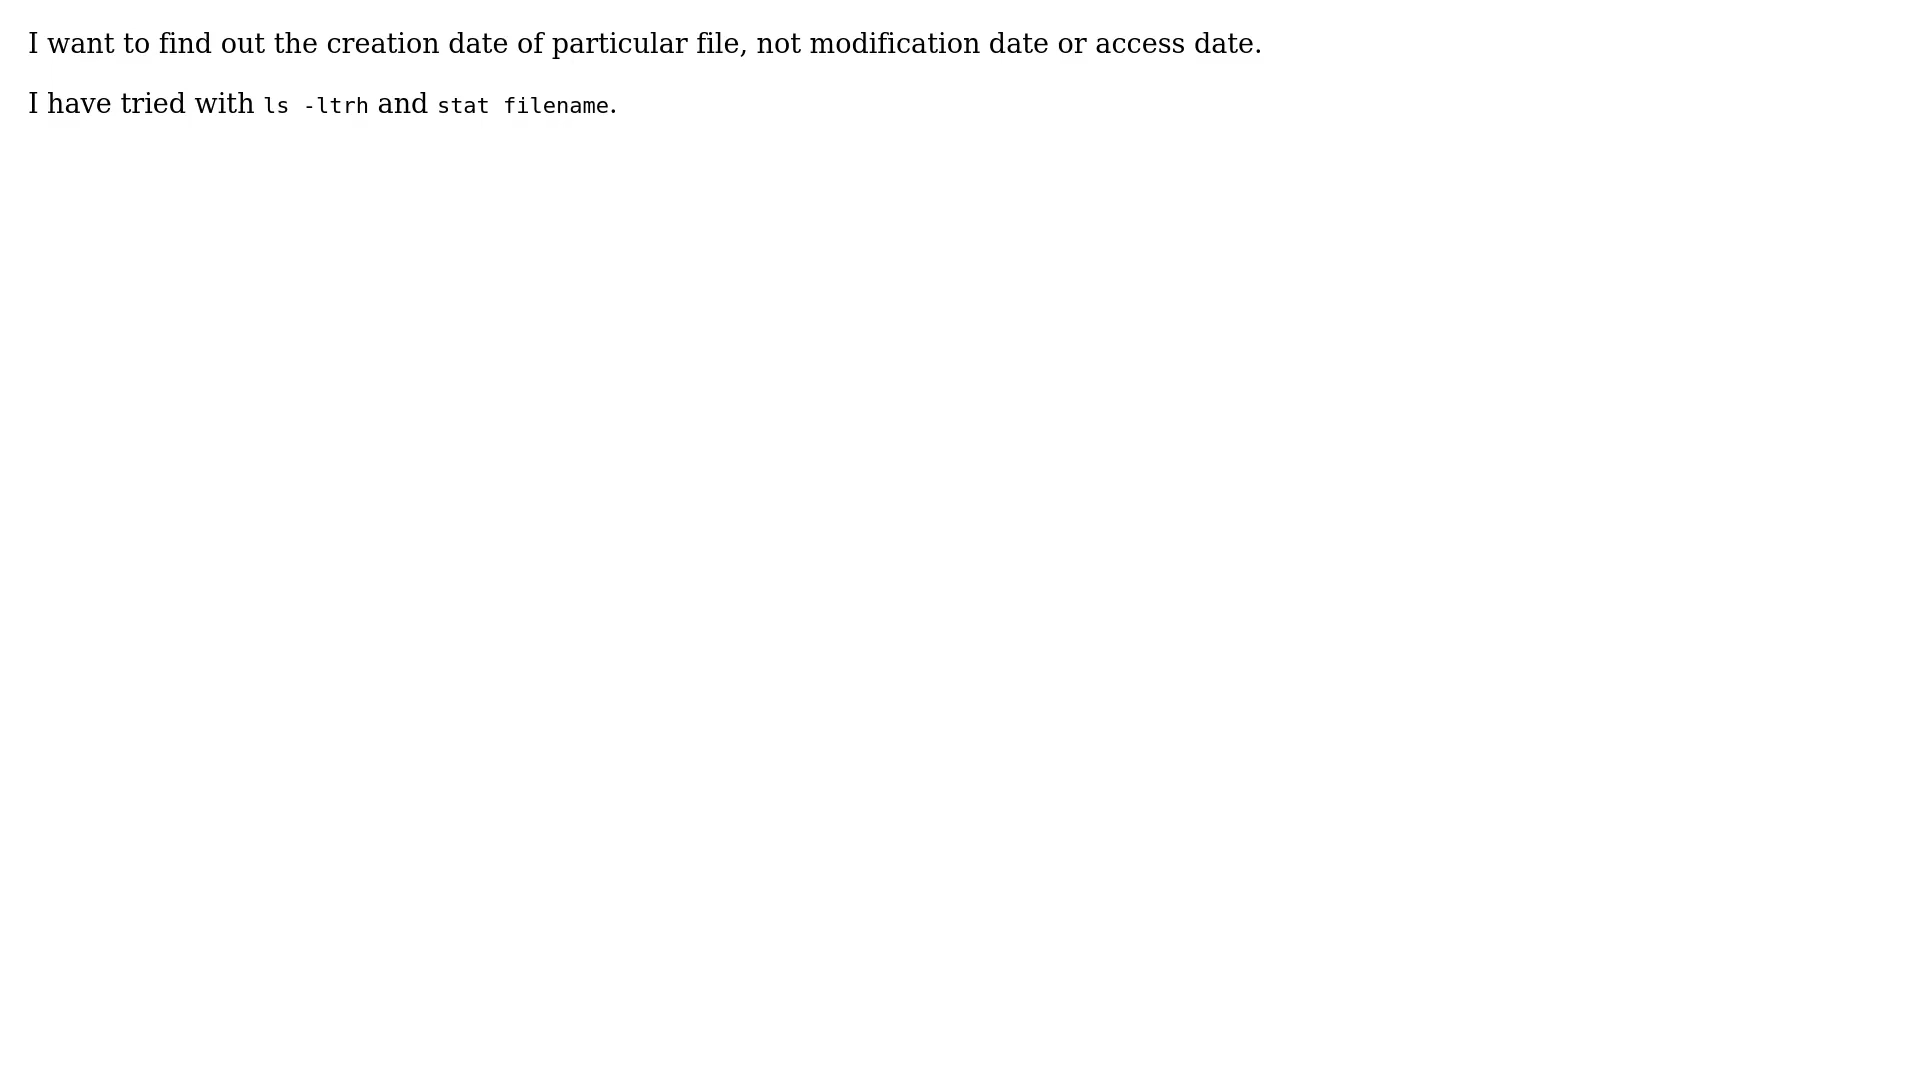 I want to find out the creation date of particular file, not modification date or access date.
I have tried with ls -ltrh and stat filename.